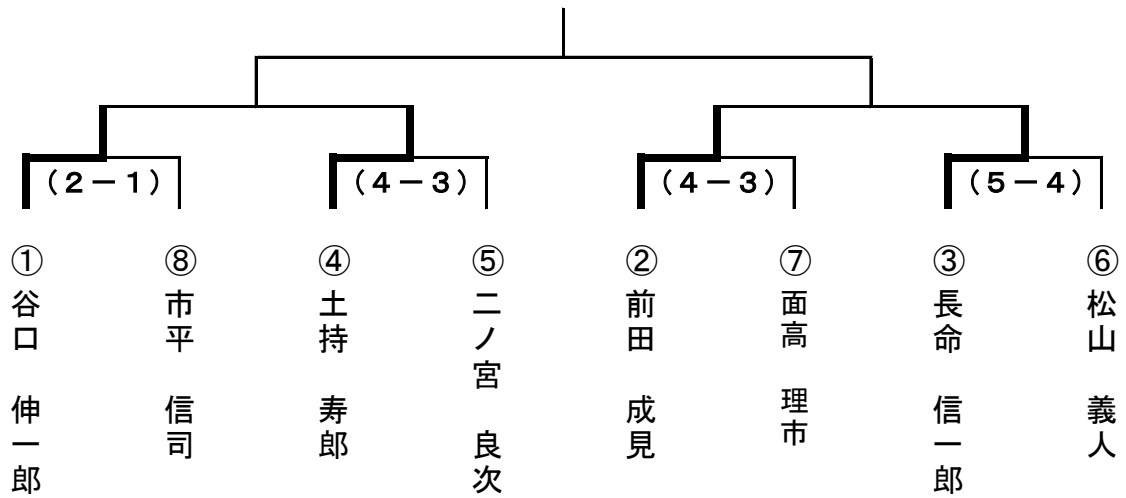 (2－1)
(4－3)
(4－3)
(5－4)
① 谷口 伸一郎
⑧ 市平 信司
④ 土持 寿郎
⑤ 二ノ宮 良次
② 前田 成見
⑦ 面高 理市
③ 長命 信一郎
⑥ 松山 義人